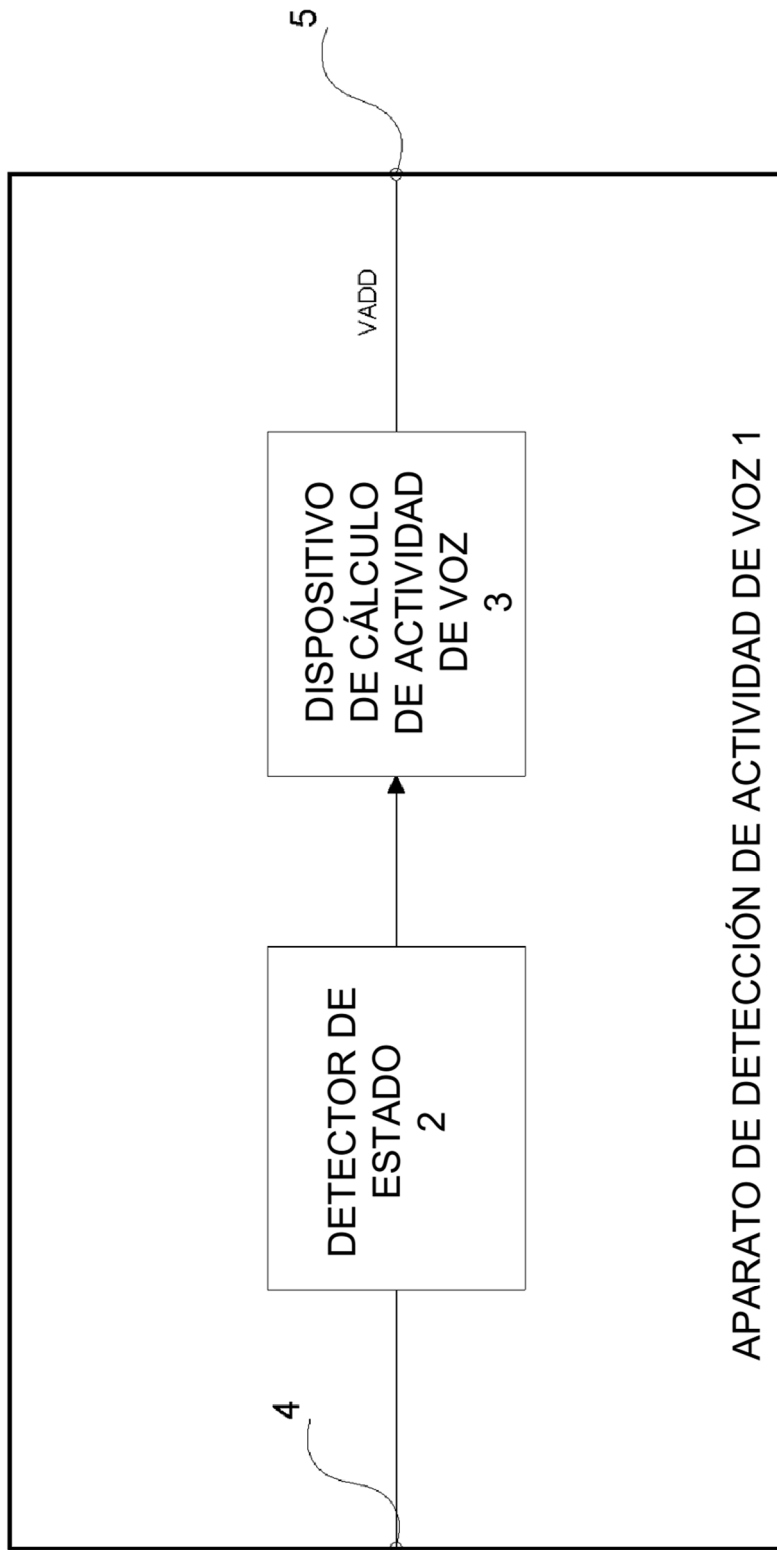 4
DETECTOR DE
ESTADO
2
DISPOSITIVO
DE CÁLCULO
DE ACTIVIDAD
DE VOZ
3
VADD
5
APARATO DE DETECCIÓN DE ACTIVIDAD DE VOZ 1